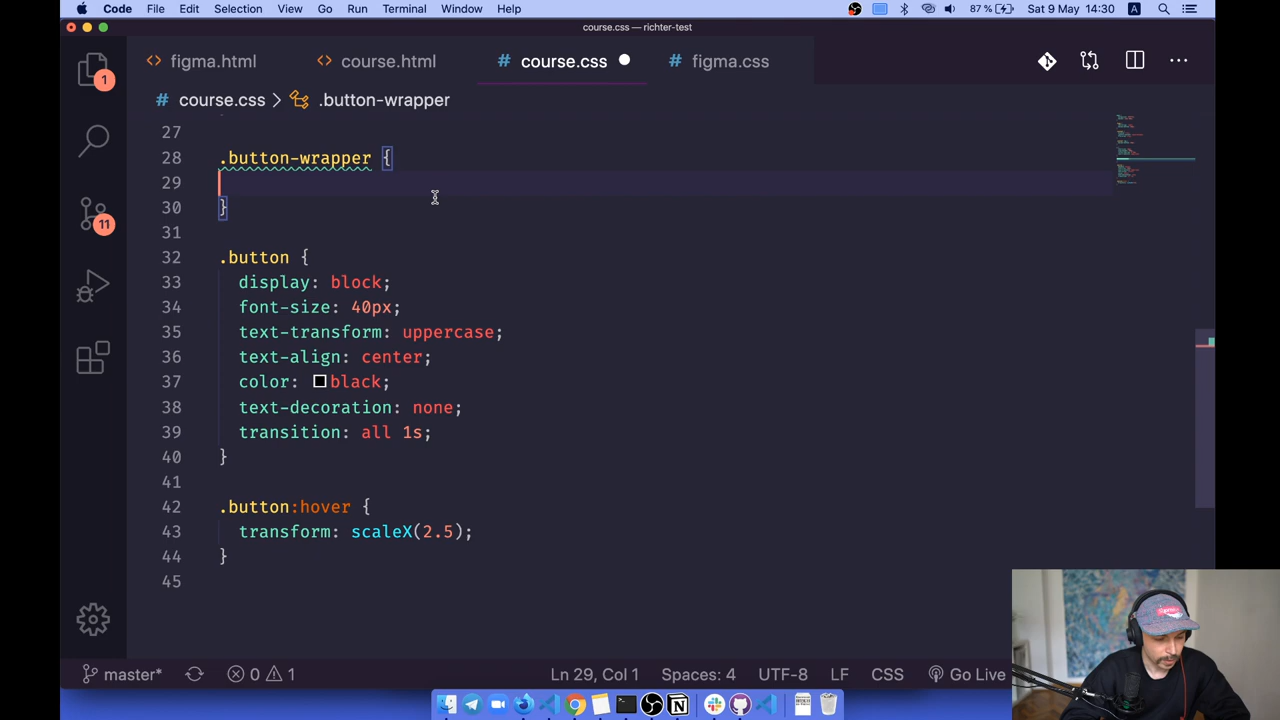 Code File Edit Selection View Go Run Terminal Window Help 87 % Sat 9 May 14:30 A
course.css — richter-test
figma.html course.html # course.css # figma.css
# course.css > .button-wrapper
1
11
27
28 .button-wrapper {
29
30 }
31
32 .button {
33 display: block;
34 font-size: 40px;
35 text-transform: uppercase;
36 text-align: center;
37 color: black;
38 text-decoration: none;
39 transition: all 1s;
40 }
41
42 .button:hover {
43 transform: scaleX(2.5);
44 }
45
master* 0 1 Ln 29, Col 1 Spaces: 4 UTF-8 LF CSS Go Live